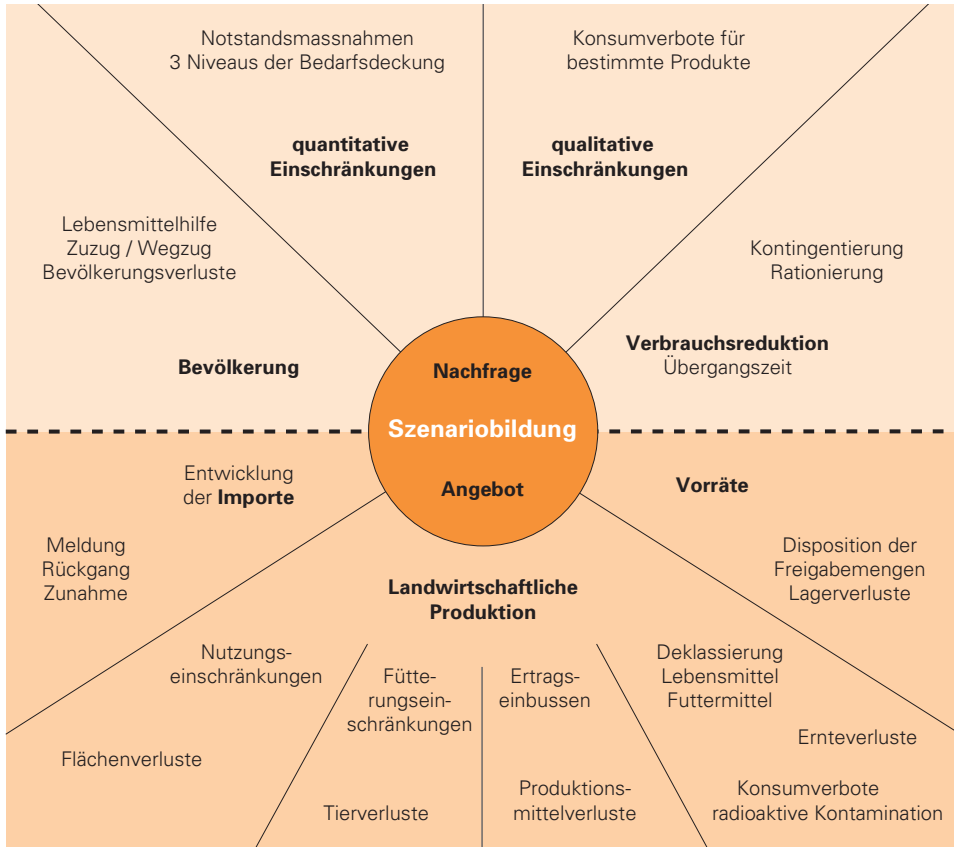 Notstandsmassnahmen
3 Niveaus der Bedarfsdeckung
Konsumverbote für
bestimmte Produkte
quantitative
Einschränkungen
qualitative
Einschränkungen
Lebensmittelhilfe
Zuzug / Wegzug
Bevölkerungsverluste
Kontingentierung
Rationierung
Bevölkerung
Verbrauchsreduktion
Übergangszeit
Nachfrage
Szenariobildung
Angebot
Entwicklung
der Importe
Vorräte
Meldung
Rückgang
Zunahme
Disposition der
Freigabemengen
Lagerverluste
Landwirtschaftliche
Produktion
Nutzungs-
einschränkungen
Flächenverluste
Fütte-
rungsein-
schränkungen
Tierverluste
Ertrags-
einbussen
Produktions-
mittelverluste
Deklassierung
Lebensmittel
Futtermittel
Ernteverluste
Konsumverbote
radioaktive Kontamination